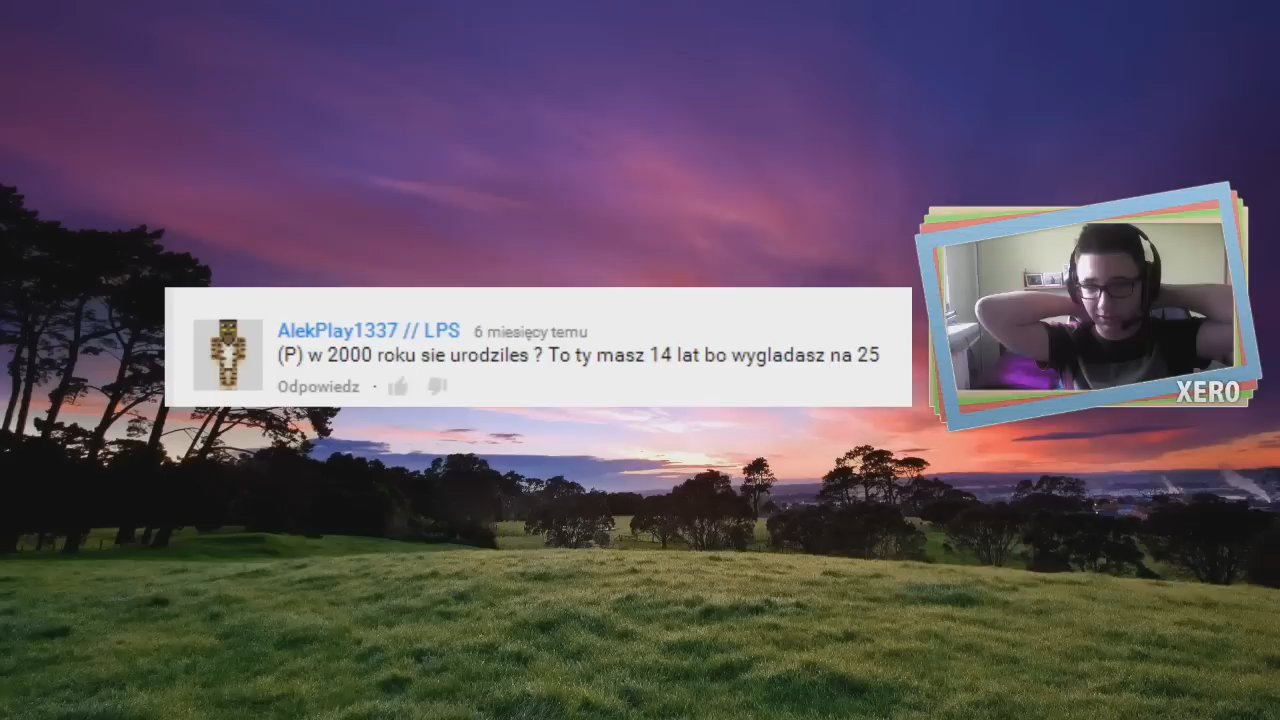 AlekPlay1337 // LPS 6 miesięcy temu
(P) w 2000 roku sie urodziles ? To ty masz 14 lat bo wygladasz na 25
Odpowiedz ·
XER0